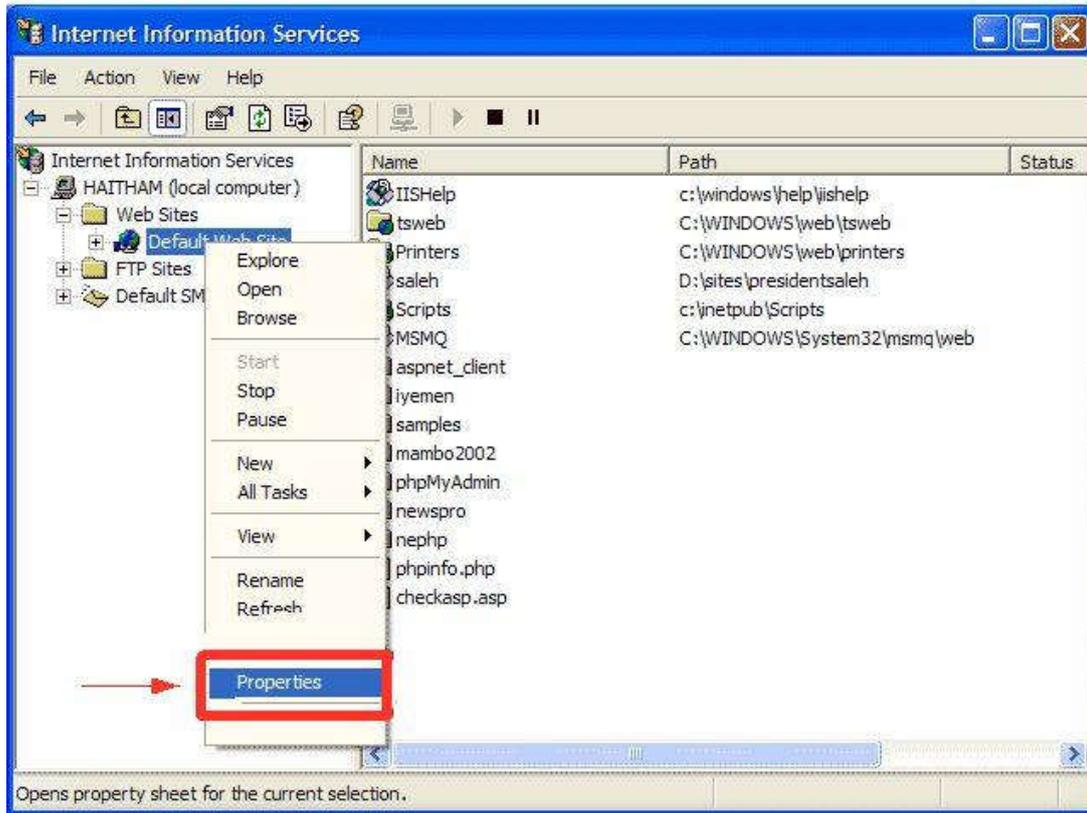 Internet Information Services
File Action View Help
Internet Information Services
HAITHAM (local computer)
Web Sites
Default Web Site
FTP Sites
Default SM
Explore
Open
Browse
Start
Stop
Pause
New
All Tasks
View
Rename
Refresh
Properties
Name Path Status
IISHelp c:\windows\help\iishelp
tsweb C:\WINDOWS\web\tsweb
Printers C:\WINDOWS\web\printers
saleh D:\sites\presidentsaleh
Scripts c:\inetpub\Scripts
MSMQ C:\WINDOWS\System32\msmq\web
aspnet_client
iyemen
samples
mambo2002
phpMyAdmin
newspro
nephp
phpinfo.php
checkasp.asp
Opens property sheet for the current selection.